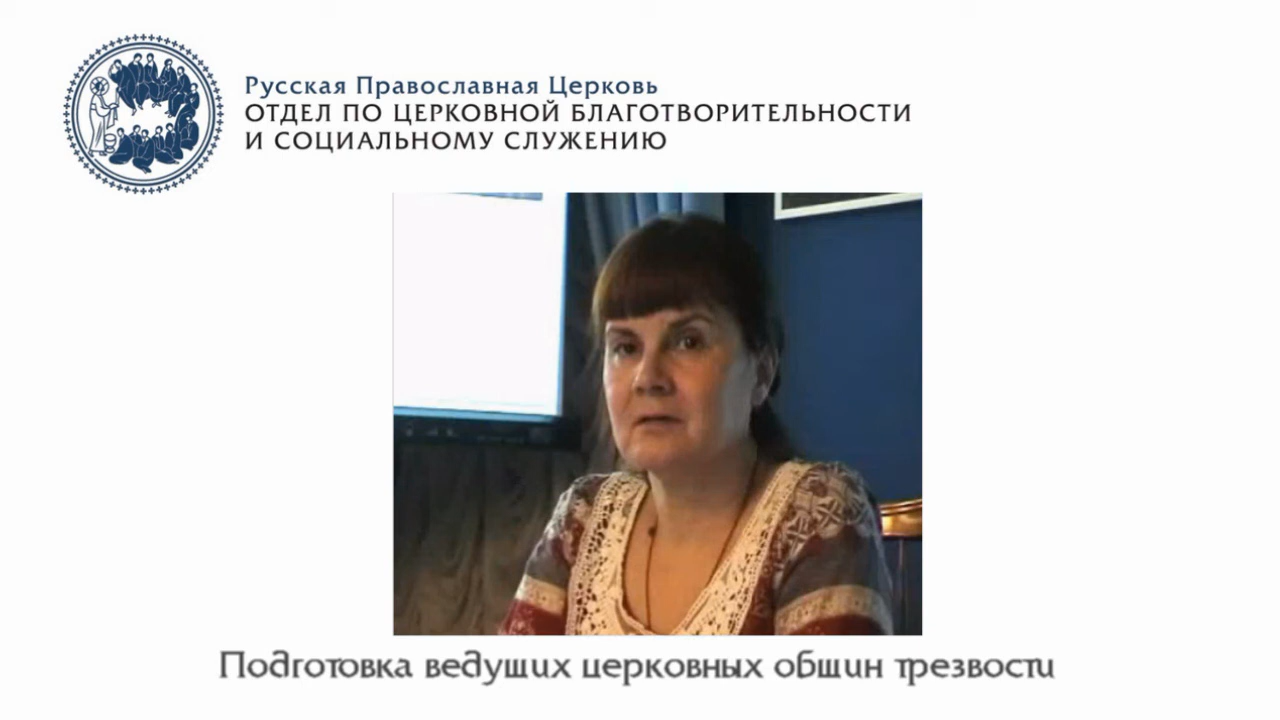 Русская Православная Церковь
ОТДЕЛ ПО ЦЕРКОВНОЙ БЛАГОТВОРИТЕЛЬНОСТИ
И СОЦИАЛЬНОМУ СЛУЖЕНИЮ
Подготовка ведущих церковных общин трезвости